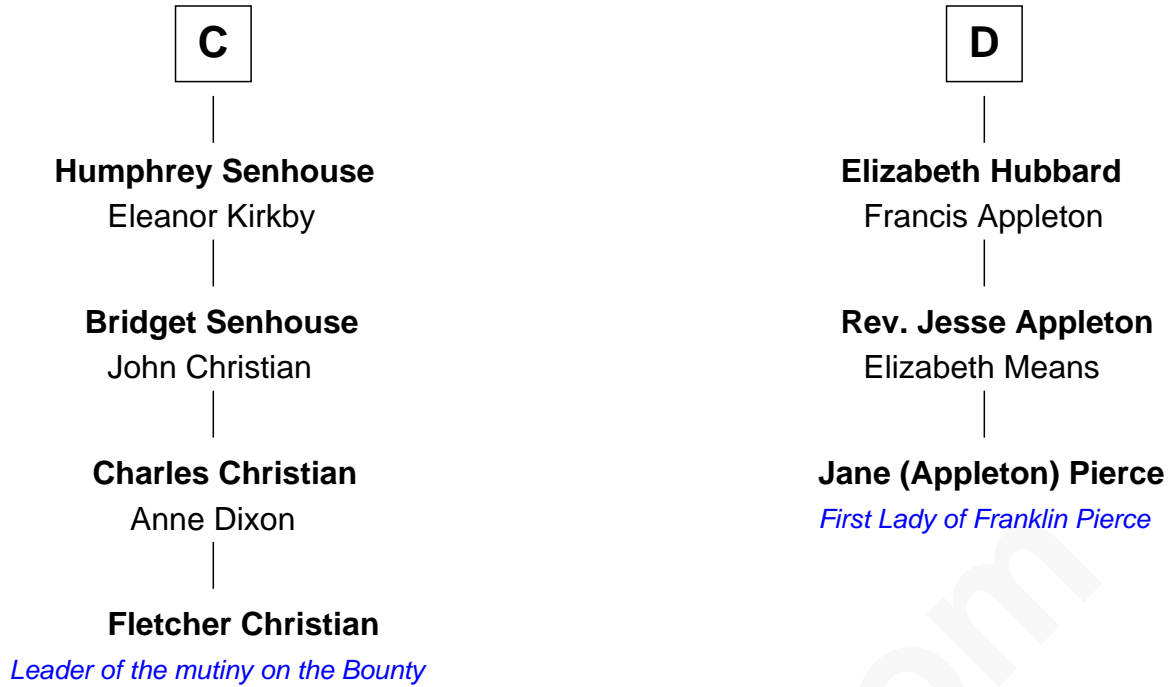 C
Humphrey Senhouse
Eleanor Kirkby
Bridget Senhouse
John Christian
Charles Christian
Anne Dixon
Fletcher Christian
Leader of the mutiny on the Bounty
D
Elizabeth Hubbard
Francis Appleton
Rev. Jesse Appleton
Elizabeth Means
Jane (Appleton) Pierce
First Lady of Franklin Pierce
om